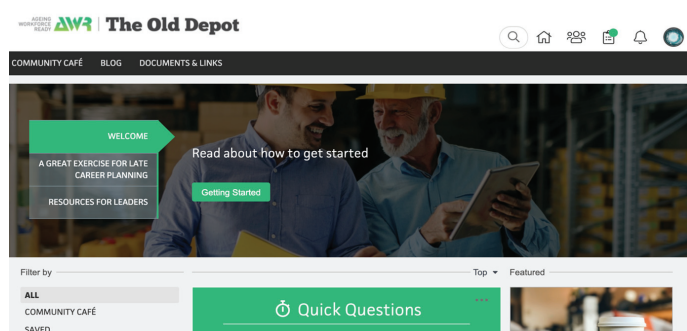 AGEING
WORKFORCE
READY
AWR
The Old Depot
COMMUNITY CAFÉ BLOG DOCUMENTS & LINKS
WELCOME
A GREAT EXERCISE FOR LATE
CAREER PLANNING
RESOURCES FOR LEADERS
Read about how to get started
Getting Started
Filter by
Top
Featured
ALL
COMMUNITY CAFÉ
SAVED
Quick Questions